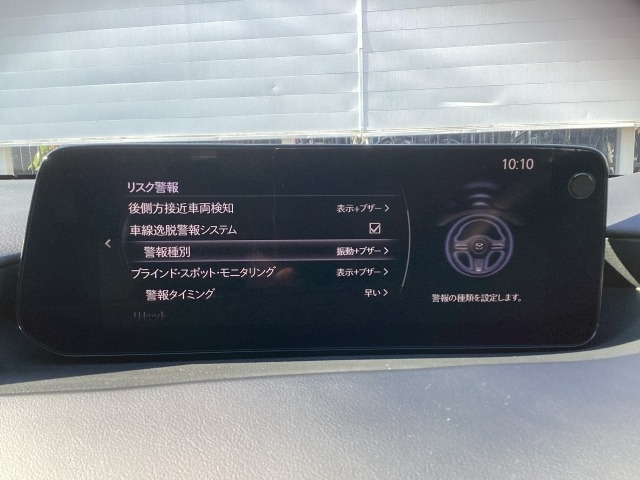 10:10
リスク警報
後側方接近車両検知 表示+ブザー
車線逸脱警報システム
警報種別 振動+ブザー
ブラインド・スポット・モニタリング 表示+ブザー
警報タイミング 早い
警報の種類を設定します。